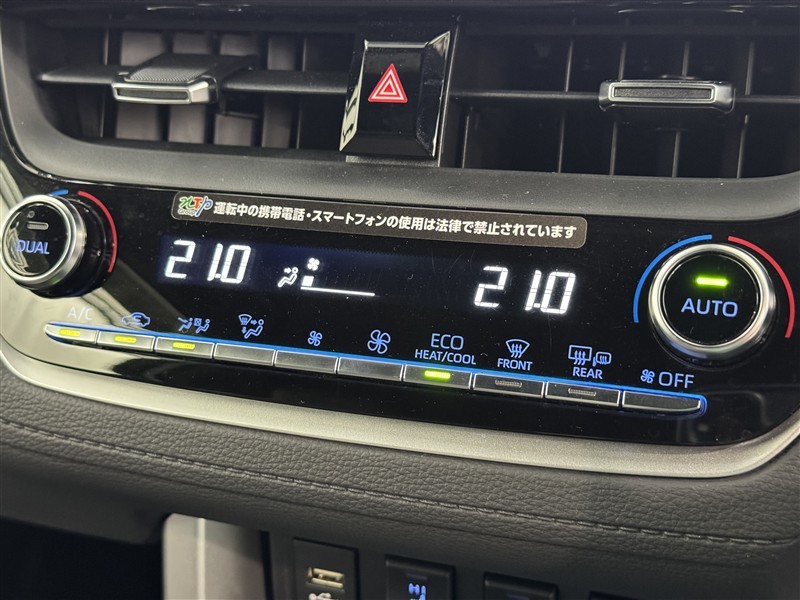 運転中の携帯電話・スマートフォンの使用は法律で禁止されています
DUAL
21.0
21.0
AUTO
A/C
ECO
HEAT/COOL
FRONT
REAR
OFF